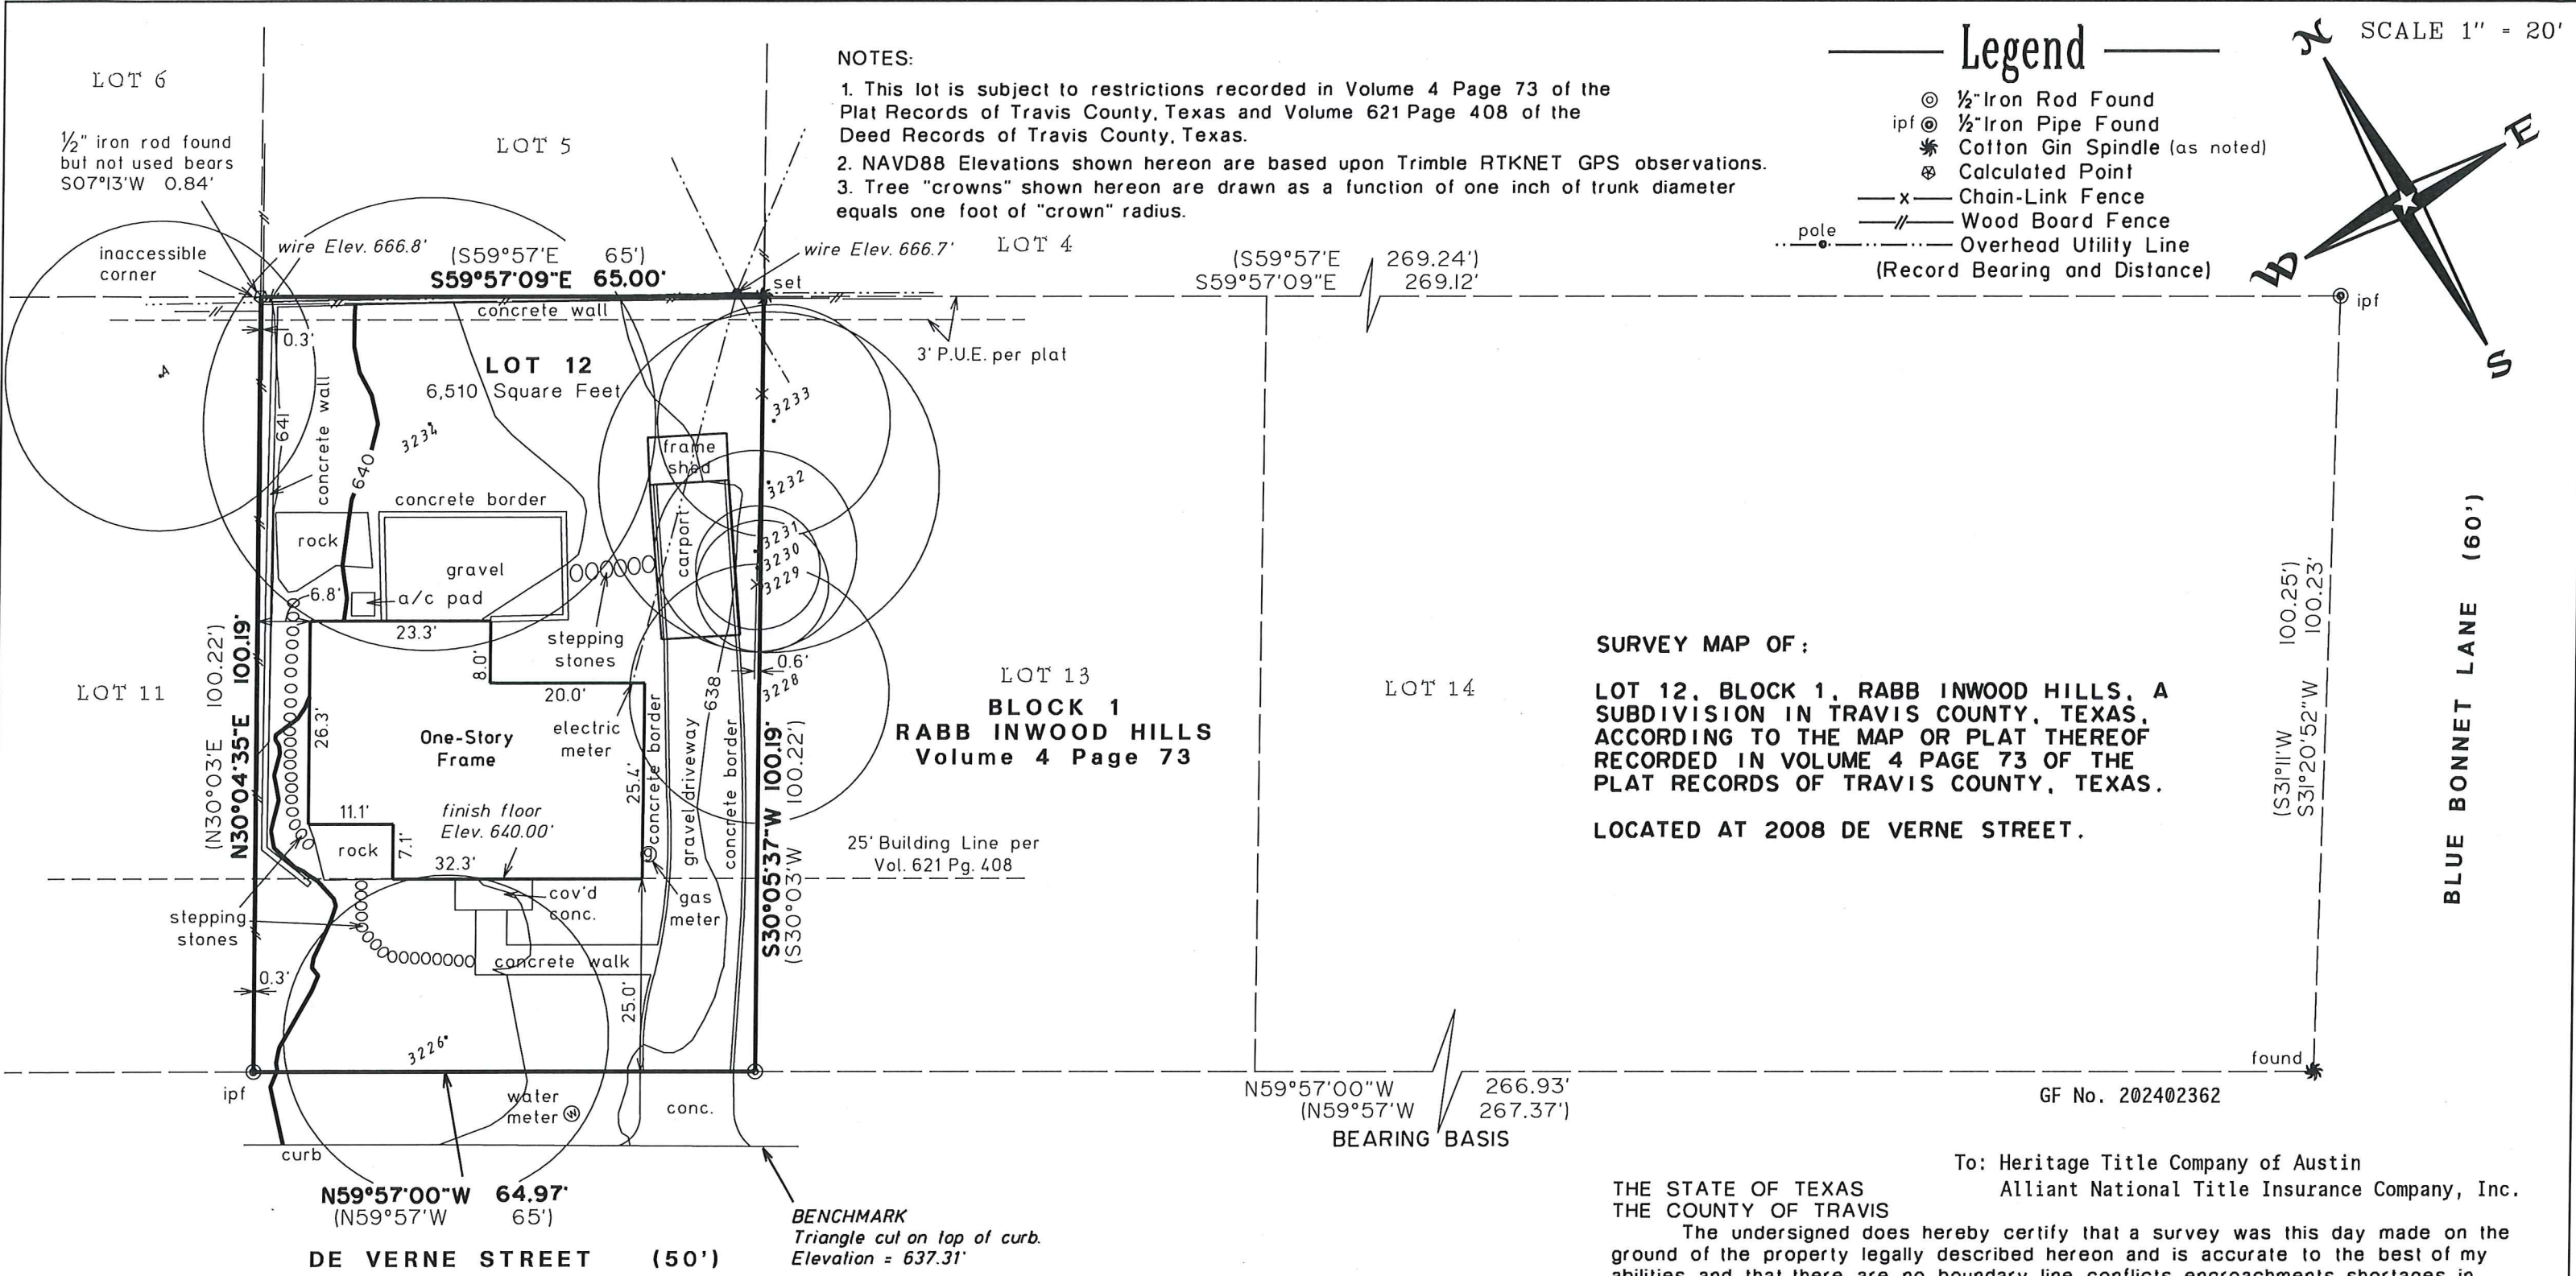 SCALE 1" = 20'
Legend
½" Iron Rod Found
ipf ½" Iron Pipe Found
Cotton Gin Spindle (as noted)
Calculated Point
x Chain-Link Fence
// Wood Board Fence
pole
Overhead Utility Line
(Record Bearing and Distance)
N
E
W
S
NOTES:
1. This lot is subject to restrictions recorded in Volume 4 Page 73 of the
Plat Records of Travis County, Texas and Volume 621 Page 408 of the
Deed Records of Travis County, Texas.
2. NAVD88 Elevations shown hereon are based upon Trimble RTKNET GPS observations.
3. Tree "crowns" shown hereon are drawn as a function of one inch of trunk diameter
equals one foot of "crown" radius.
LOT 6
½" iron rod found
but not used bears
S07°13'W 0.84'
LOT 5
LOT 4
inaccessible
corner
wire Elev. 666.8'
(S59°57'E 65')
S59°57'09"E 65.00'
wire Elev. 666.7'
set
(S59°57'E 269.24')
S59°57'09"E 269.12'
ipf
concrete wall
3' P.U.E. per plat
0.3'
LOT 12
6,510 Square Feet
A
641
concrete wall
640
3234
3233
frame
shed
3232
concrete border
carport
3231
3230
3229
rock
gravel
6.8'
a/c pad
23.3'
stepping
stones
8.0'
20.0'
0.6'
638
3228
(N30°03'E 100.22')
N30°04'35"E 100.19'
LOT 11
26.3'
One-Story
Frame
electric
meter
25.4'
concrete border
gravel driveway
concrete border
S30°05'37"W 100.19'
(S30°03'W 100.22')
LOT 13
BLOCK 1
RABB INWOOD HILLS
Volume 4 Page 73
LOT 14
SURVEY MAP OF:
LOT 12, BLOCK 1, RABB INWOOD HILLS, A
SUBDIVISION IN TRAVIS COUNTY, TEXAS,
ACCORDING TO THE MAP OR PLAT THEREOF
RECORDED IN VOLUME 4 PAGE 73 OF THE
PLAT RECORDS OF TRAVIS COUNTY, TEXAS.
LOCATED AT 2008 DE VERNE STREET.
(S31°11'W 100.25')
S31°20'52"W 100.23'
BLUE BONNET LANE (60')
11.1'
finish floor
Elev. 640.00'
rock
7.1'
32.3'
g
25' Building Line per
Vol. 621 Pg. 408
cov'd
conc.
gas
meter
stepping
stones
concrete walk
0.3'
25.0'
3226
ipf
water
meter W
conc.
curb
N59°57'00"W 266.93'
(N59°57'W 267.37')
BEARING BASIS
found
GF No. 202402362
N59°57'00"W 64.97'
(N59°57'W 65')
DE VERNE STREET (50')
BENCHMARK
Triangle cut on top of curb.
Elevation = 637.31'
To: Heritage Title Company of Austin
Alliant National Title Insurance Company, Inc.
THE STATE OF TEXAS
THE COUNTY OF TRAVIS
The undersigned does hereby certify that a survey was this day made on the
ground of the property legally described hereon and is accurate to the best of my
abilities and that there are no boundary line conflicts encroachments shortages in